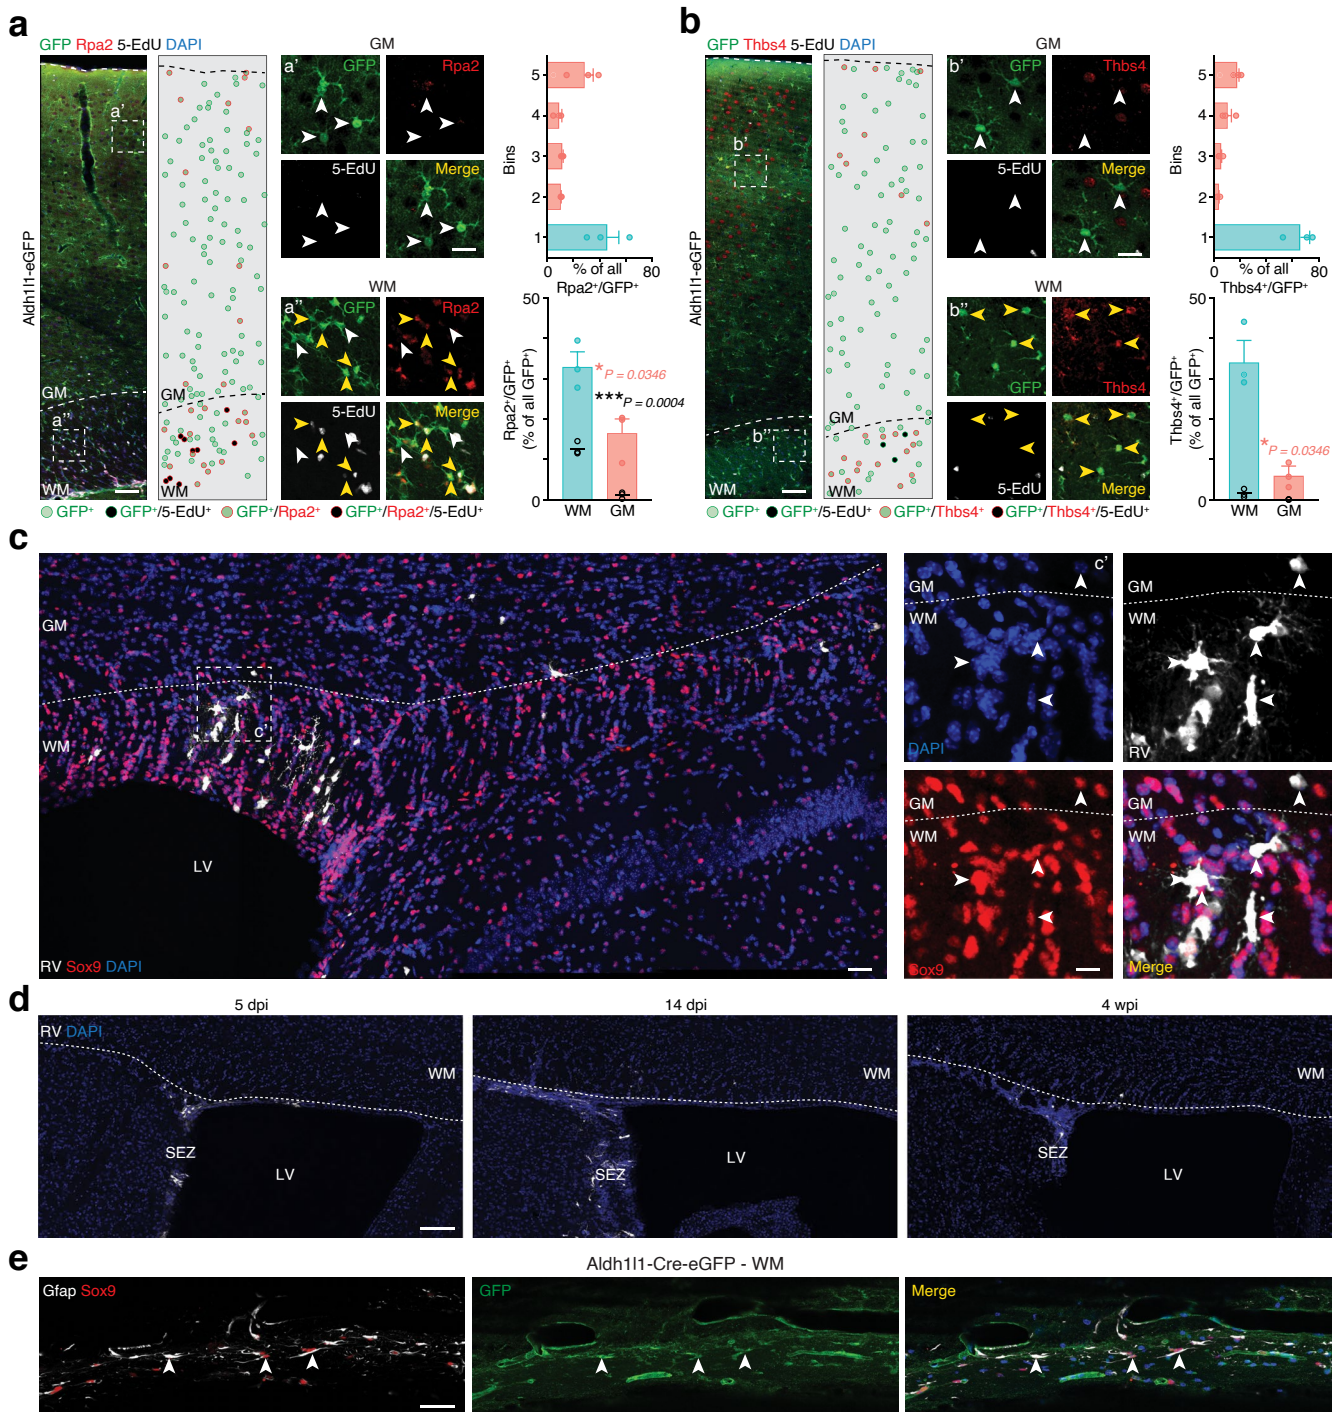 a
GFP Rpa2 5-EdU DAPI
Aldh1l1-eGFP
a’
GM
a’’
WM
GM
WM
GM
a’ GFP
Rpa2
5-EdU
Merge
WM
a’’ GFP
Rpa2
5-EdU
Merge
Bins
5
4
3
2
1
0
80
% of all
Rpa2⁺/GFP⁺
50
0
Rpa2⁺/GFP⁺
(% of all GFP⁺)
*P = 0.0346
***P = 0.0004
WM
GM
GFP⁺ GFP⁺/5-EdU⁺ GFP⁺/Rpa2⁺ GFP⁺/Rpa2⁺/5-EdU⁺
b
GFP Thbs4 5-EdU DAPI
Aldh1l1-eGFP
b’
GM
b’’
WM
GM
WM
GM
b’ GFP
Thbs4
5-EdU
Merge
WM
b’’
GFP
Thbs4
5-EdU
Merge
Bins
5
4
3
2
1
0
80
% of all
Thbs4⁺/GFP⁺
50
0
Thbs4⁺/GFP⁺
(% of all GFP⁺)
*P = 0.0346
WM
GM
GFP⁺ GFP⁺/5-EdU⁺ GFP⁺/Thbs4⁺ GFP⁺/Thbs4⁺/5-EdU⁺
c
GM
WM
c’
LV
RV Sox9 DAPI
c’
GM
WM
DAPI
GM
WM
RV
GM
WM
Sox9
GM
WM
Merge
d
5 dpi
14 dpi
4 wpi
RV DAPI
WM
SEZ
LV
WM
SEZ
LV
WM
SEZ
LV
e
Aldh1l1-Cre-eGFP - WM
Gfap Sox9
GFP
Merge